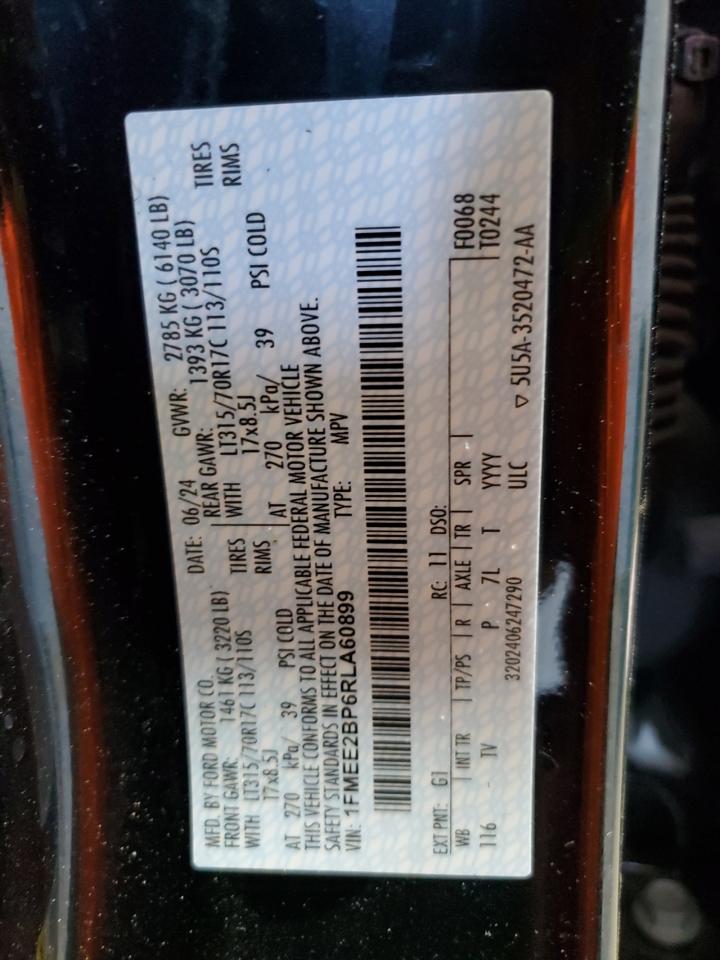 MFD. BY FORD MOTOR CO.
DATE: 06/24 GVWR: 2785 KG ( 6140 LB)
FRONT GAWR: 1461 KG ( 3220 LB) REAR GAWR: 1393 KG ( 3070 LB)
WITH LT315/70R17C 113/110S TIRES WITH LT315/70R17C 113/110S TIRES
17x8.5J RIMS 17x8.5J RIMS
AT 270 kPa/ 39 PSI COLD AT 270 kPa/ 39 PSI COLD
THIS VEHICLE CONFORMS TO ALL APPLICABLE FEDERAL MOTOR VEHICLE
SAFETY STANDARDS IN EFFECT ON THE DATE OF MANUFACTURE SHOWN ABOVE.
VIN: 1FMEE2BP6RLA60899 TYPE: MPV
EXT PNT: G1 RC: 11 DSO: F0068
WB INT TR TP/PS R AXLE TR SPR T0244
116 - TV P 7L T YYYY
3202406247290 ULC ▽ 5U5A-3520472-AA